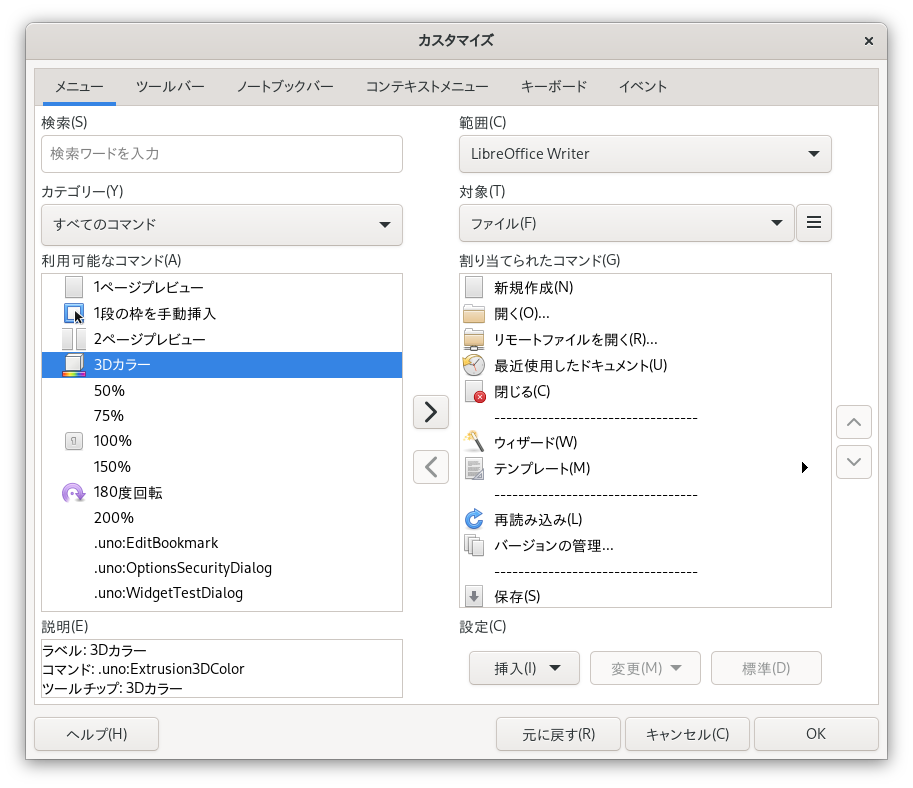 カスタマイズ
メニュー ツールバー ノートブックバー コンテキストメニュー キーボード イベント
検索(S)
検索ワードを入力
カテゴリー(Y)
すべてのコマンド
利用可能なコマンド(A)
1ページプレビュー
1段の枠を手動挿入
2ページプレビュー
3Dカラー
50%
75%
100%
150%
180度回転
200%
.uno:EditBookmark
.uno:OptionsSecurityDialog
.uno:WidgetTestDialog
説明(E)
ラベル: 3Dカラー
コマンド: .uno:Extrusion3DColor
ツールチップ: 3Dカラー
範囲(C)
LibreOffice Writer
対象(T)
ファイル(F)
割り当てられたコマンド(G)
新規作成(N)
開く(O)...
リモートファイルを開く(R)...
最近使用したドキュメント(U)
閉じる(C)
----------------------------------
ウィザード(W)
テンプレート(M)
----------------------------------
再読み込み(L)
バージョンの管理...
----------------------------------
保存(S)
設定(C)
挿入(I) 変更(M) 標準(D)
ヘルプ(H) 元に戻す(R) キャンセル(C) OK